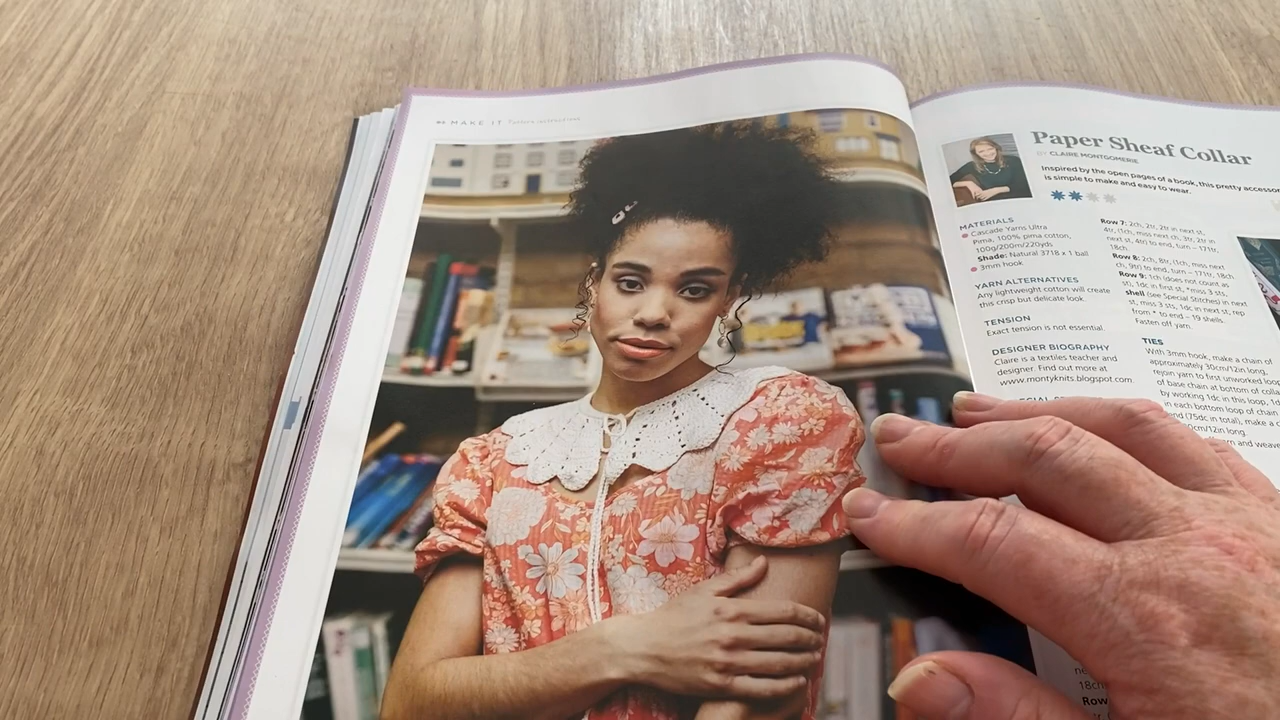 MAKE IT
Paper Sheaf Collar
BY CLAIRE MONTGOMERIE
Inspired by the open pages of a book, this pretty
is simple to make and easy to wear.
MATERIALS
Cascade Yarns Ultra
Pima, 100% pima cotton,
100g/200m/220yds
Shade: Natural 3718 x 1 ball
3mm hook
YARN ALTERNATIVES
Any lightweight cotton will create
this crisp but delicate look.
TENSION
Exact tension is not essential.
DESIGNER BIOGRAPHY
Claire is a textiles teacher and
designer. Find out more at
www.montyknits.blogspot.com
Row 7: 2ch, 2tr, 2tr in next st,
4tr, (1ch, miss next ch, 3tr, 2tr in
next st, 4tr) to end, turn – 171tr,
18ch.
Row 8: 2ch, 8tr, (1ch, miss next
ch, 9tr) to end, turn – 171tr, 18ch
Row 9: 1ch (does not count as
st), 1dc in first st, * miss 3 sts,
shell (see Special Stitches) in next
st, miss 3 sts, 1dc in next st, rep
from * to end – 19 shells.
Fasten off yarn.
TIES
With 3mm hook, make a chain of
approximately 30cm/12in long,
rejoin yarn to first unworked loop
of base chain at bottom of
by working 1dc in this loop,
in each bottom loop of chain
end (75dc in total), make a
long.
and weave
18ch
Row